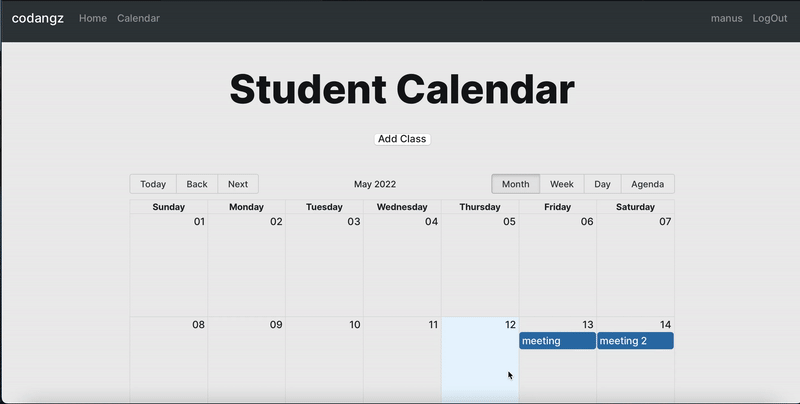 codangz Home Calendar manus LogOut
Student Calendar
Add Class
Today Back Next May 2022 Month Week Day Agenda
Sunday Monday Tuesday Wednesday Thursday Friday Saturday
01 02 03 04 05 06 07
08 09 10 11 12 13 14
meeting meeting 2